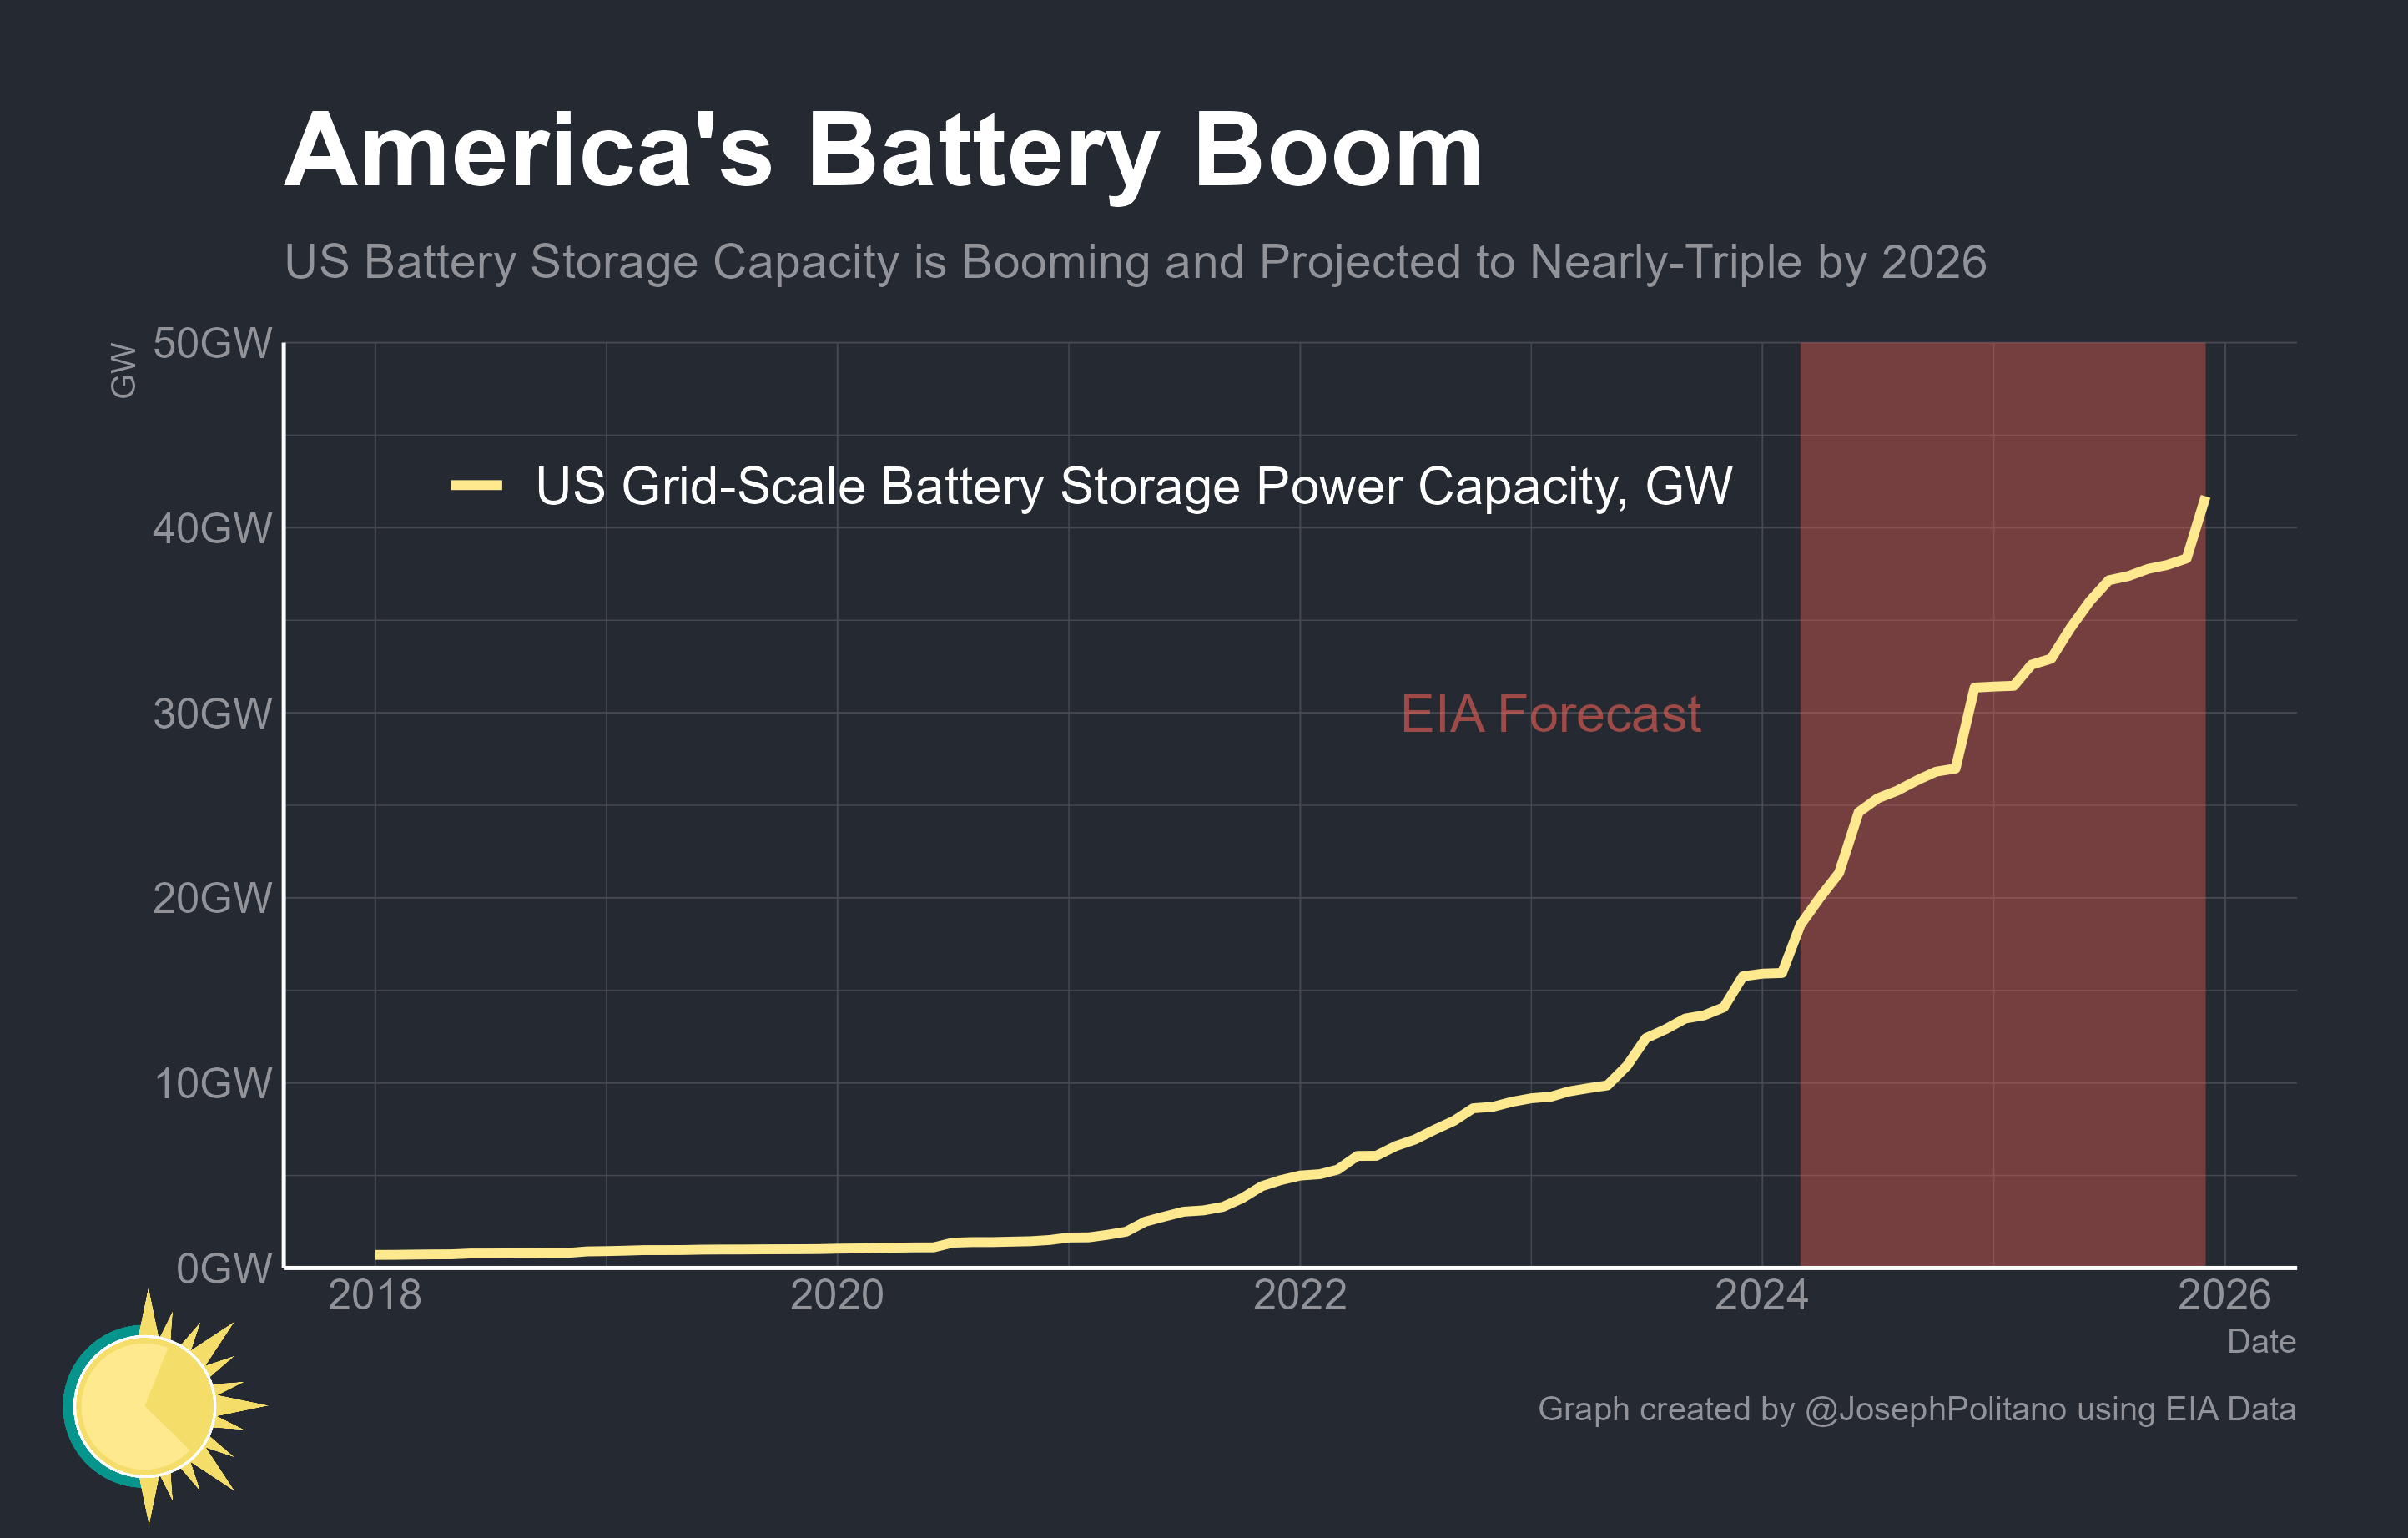 America's Battery Boom
US Battery Storage Capacity is Booming and Projected to Nearly-Triple by 2026
GW
50GW
US Grid-Scale Battery Storage Power Capacity, GW
40GW
EIA Forecast
30GW
20GW
10GW
0GW
2018 2020 2022 2024 2026
Date
Graph created by @JosephPolitano using EIA Data